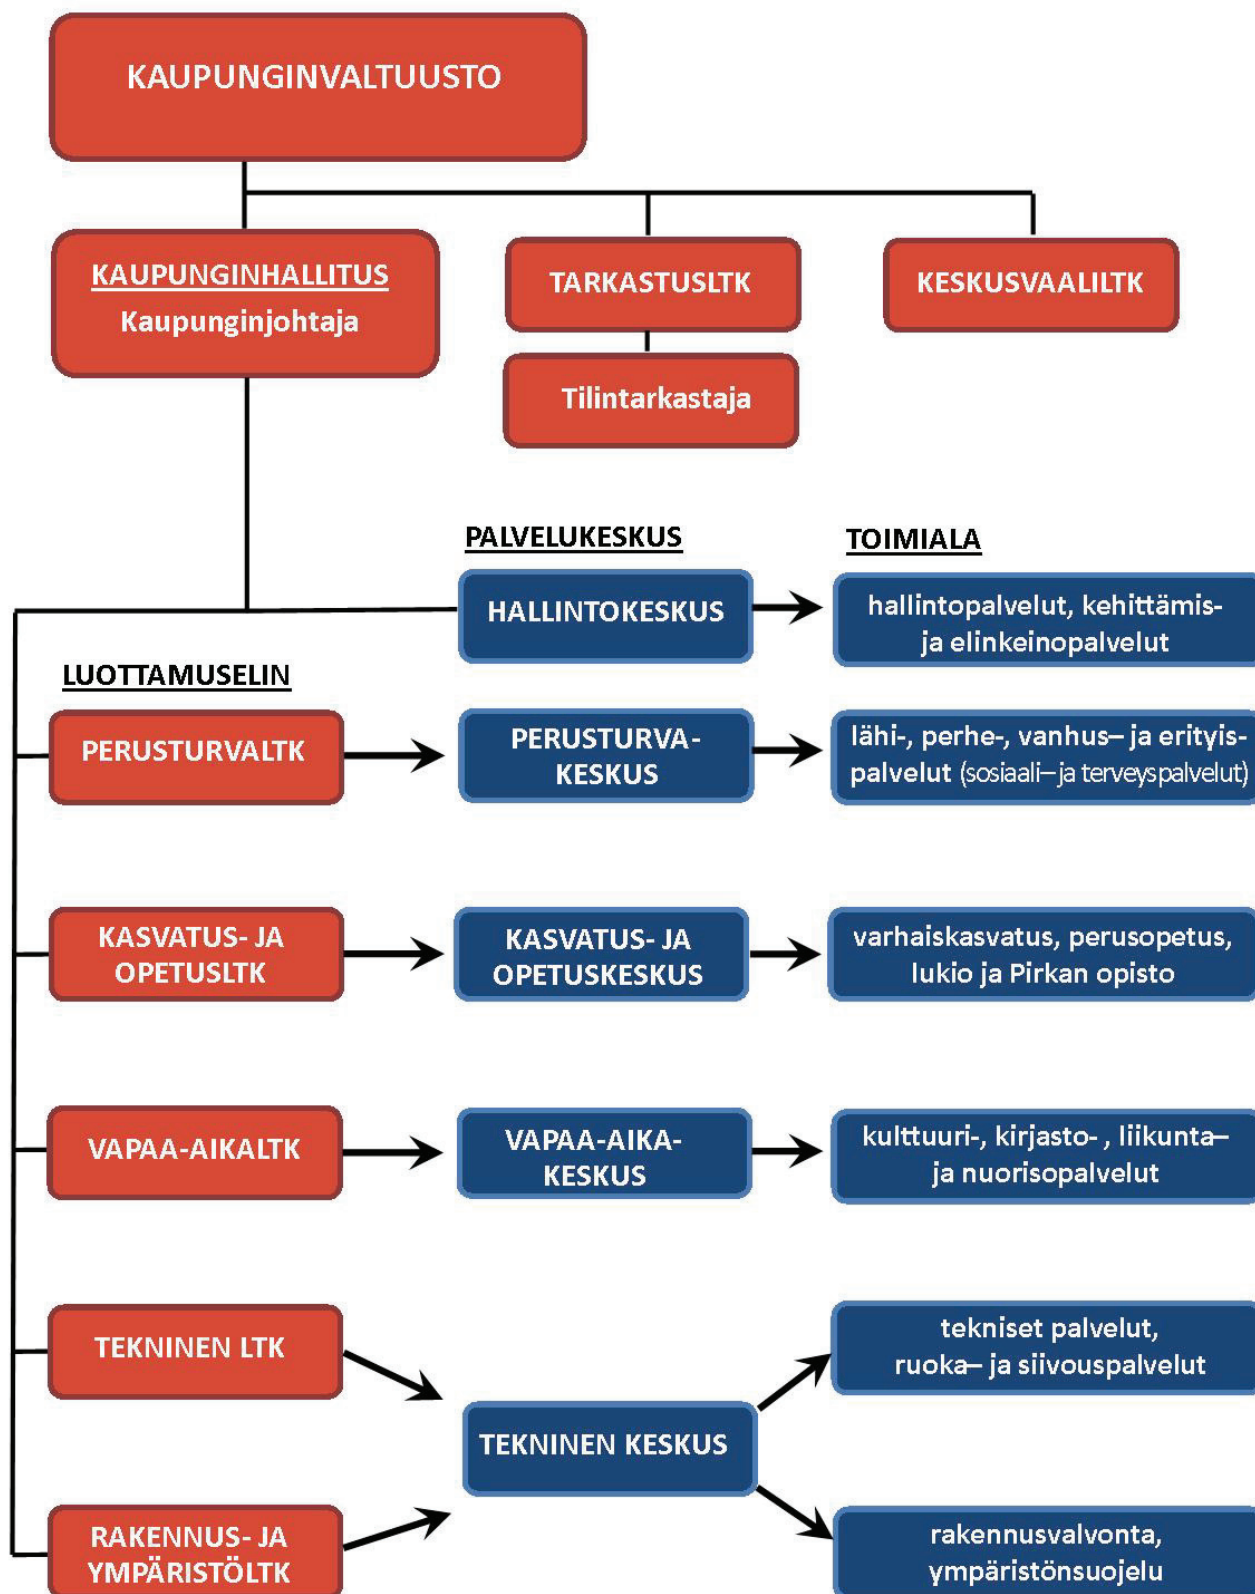 KAUPUNGINVALTUUSTO
KAUPUNGINHALLITUS
Kaupunginjohtaja
TARKASTUSLTK
KESKUSVAALILTK
Tilintarkastaja
PALVELUKESKUS
TOIMIALA
HALLINTOKESKUS
hallintopalvelut, kehittämis-
ja elinkeinopalvelut
LUOTTAMUSELIN
PERUSTURVALTK
PERUSTURVA-
KESKUS
lähi-, perhe-, vanhus– ja erityis-
palvelut (sosiaali– ja terveyspalvelut)
KASVATUS- JA
OPETUSLTK
KASVATUS- JA
OPETUSKESKUS
varhaiskasvatus, perusopetus,
lukio ja Pirkan opisto
VAPAA-AIKALTK
VAPAA-AIKA-
KESKUS
kulttuuri-, kirjasto- , liikunta–
ja nuorisopalvelut
TEKNINEN LTK
tekniset palvelut,
ruoka– ja siivouspalvelut
TEKNINEN KESKUS
RAKENNUS- JA
YMPÄRISTÖLTK
rakennusvalvonta,
ympäristönsuojelu